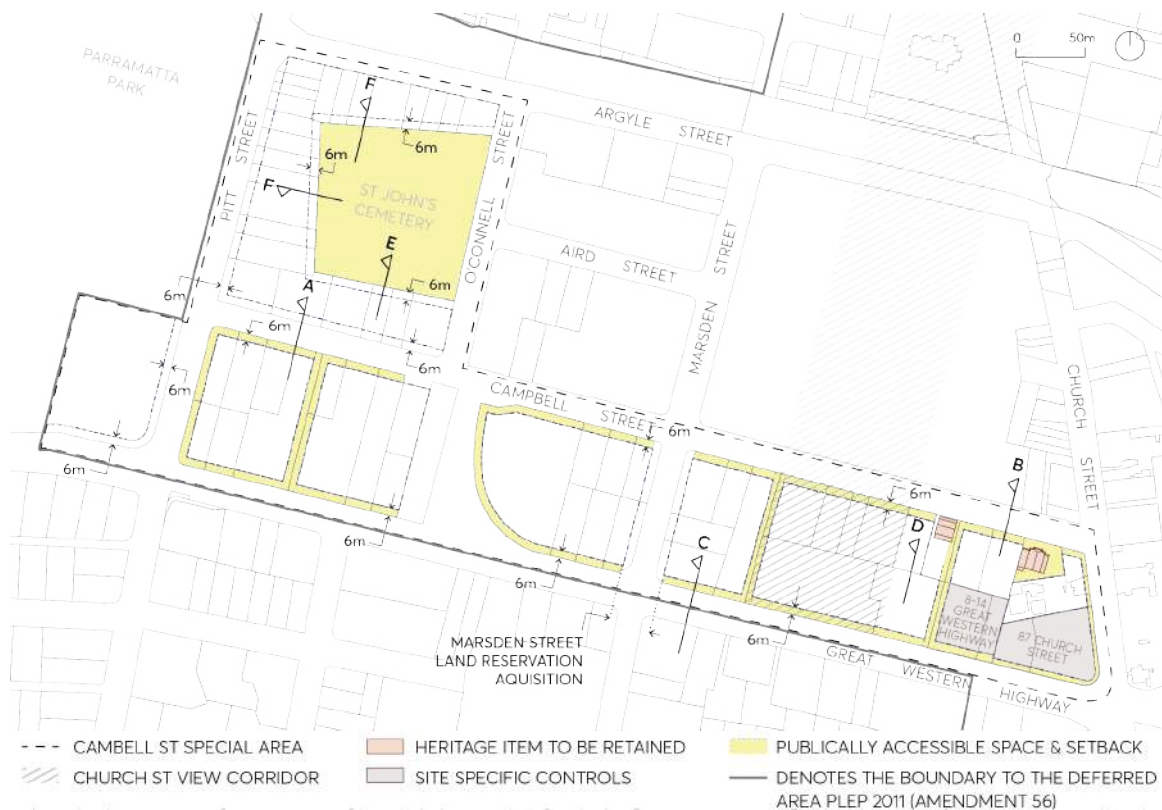 PARRAMATTA
PARK
0
50m
F
ARGYLE STREET
6m
6m
PITT STREET
F
ST JOHN'S
CEMETERY
O'CONNELL STREET
E
6m
AIRD STREET
MARSDEN STREET
CHURCH STREET
6m
A
6m
6m
6m
CAMPBELL STREET
6m
6m
B
6m
6m
6m
C
D
8-14
GREAT
WESTERN
HIGHWAY
87 CHURCH
STREET
6m
MARSDEN STREET
LAND RESERVATION
AQUISITION
GREAT WESTERN HIGHWAY
CAMBELL ST SPECIAL AREA
HERITAGE ITEM TO BE RETAINED
PUBLICALLY ACCESSIBLE SPACE & SETBACK
CHURCH ST VIEW CORRIDOR
SITE SPECIFIC CONTROLS
DENOTES THE BOUNDARY TO THE DEFERRED
AREA PLEP 2011 (AMENDMENT 56)